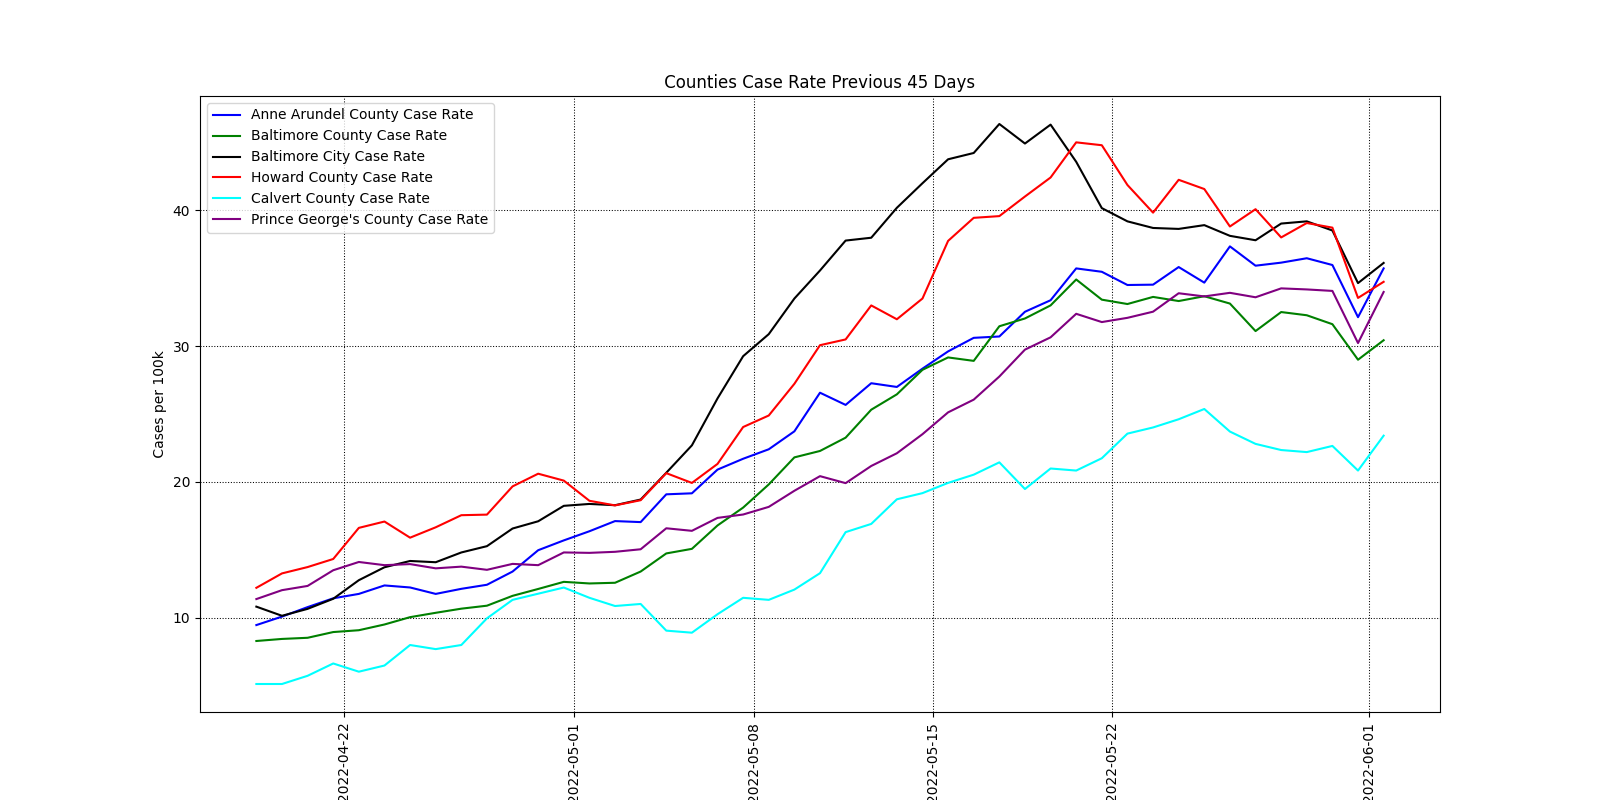 Counties Case Rate Previous 45 Days
Anne Arundel County Case Rate
Baltimore County Case Rate
Baltimore City Case Rate
Howard County Case Rate
Calvert County Case Rate
Prince George's County Case Rate
Cases per 100k
40
30
20
10
2022-04-22
2022-05-01
2022-05-08
2022-05-15
2022-05-22
2022-06-01